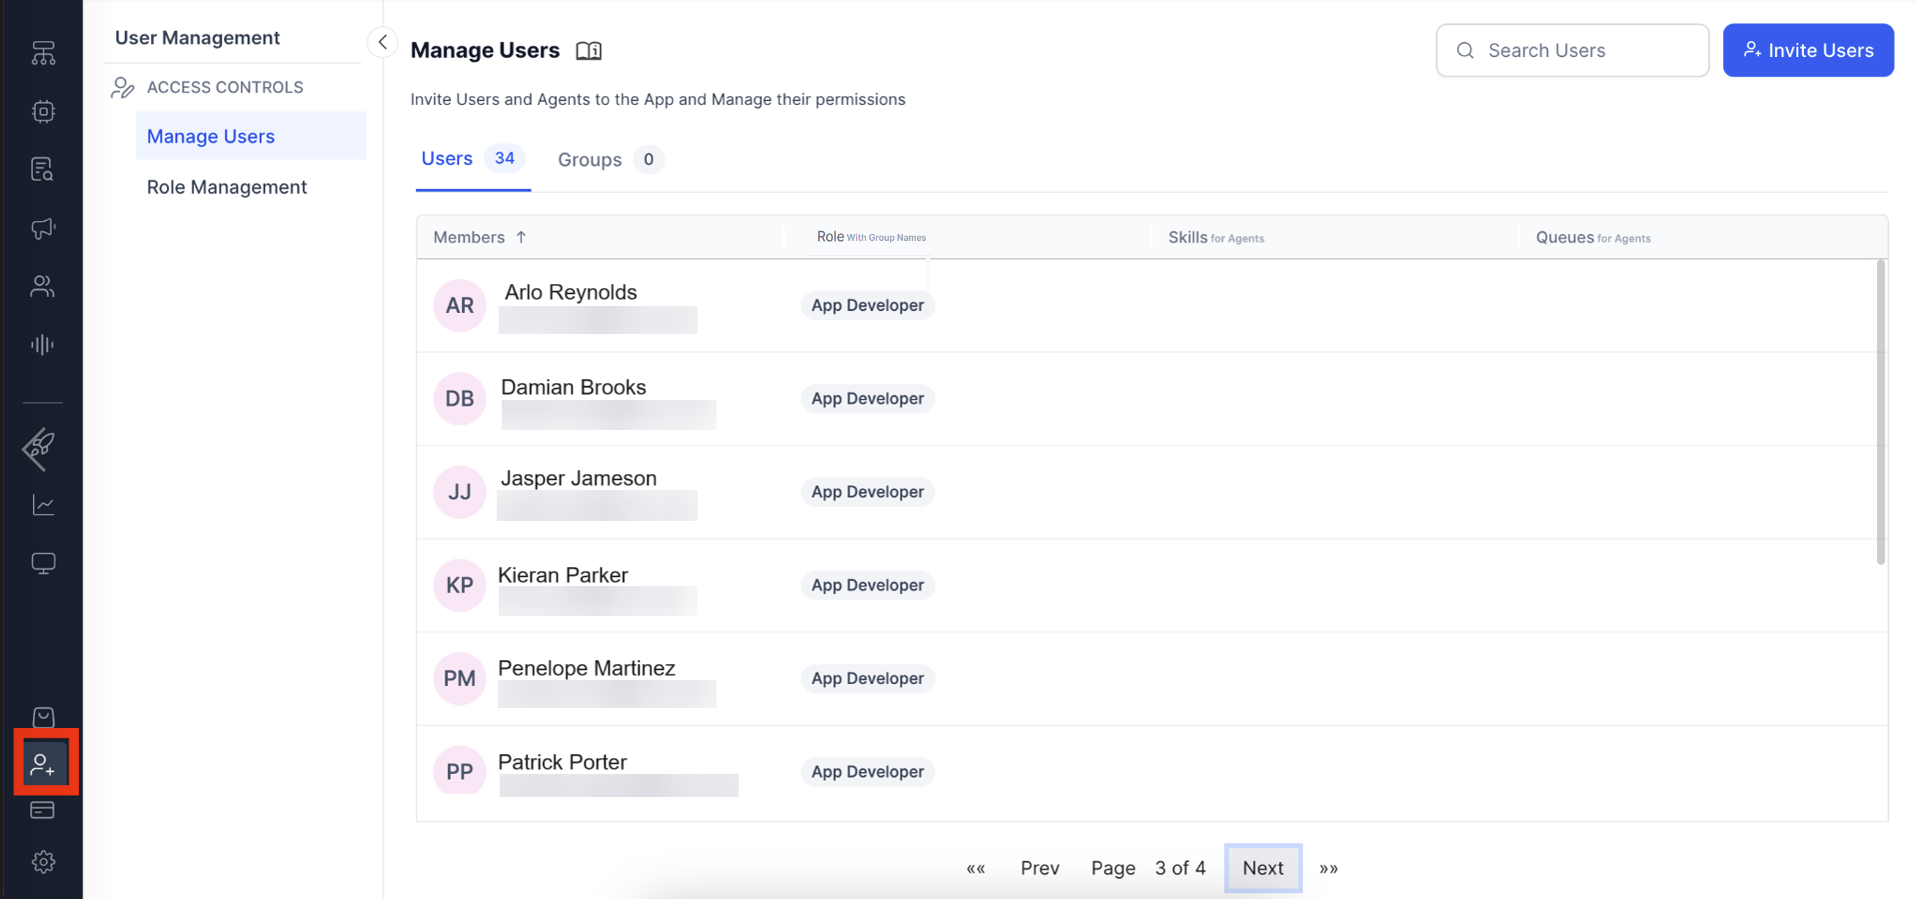 User Management
ACCESS CONTROLS
Manage Users
Role Management
Manage Users
Invite Users and Agents to the App and Manage their permissions
Search Users
Invite Users
Users 34 Groups 0
Members ↑ Role With Group Names Skills for Agents Queues for Agents
AR Arlo Reynolds App Developer
DB Damian Brooks App Developer
JJ Jasper Jameson App Developer
KP Kieran Parker App Developer
PM Penelope Martinez App Developer
PP Patrick Porter App Developer
«« Prev Page 3 of 4 Next »»